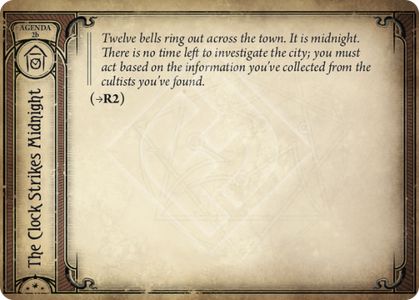 AGENDA
2b
The Clock Strikes Midnight
Twelve bells ring out across the town. It is midnight.
There is no time left to investigate the city; you must
act based on the information you've collected from the
cultists you've found.
(→R2)